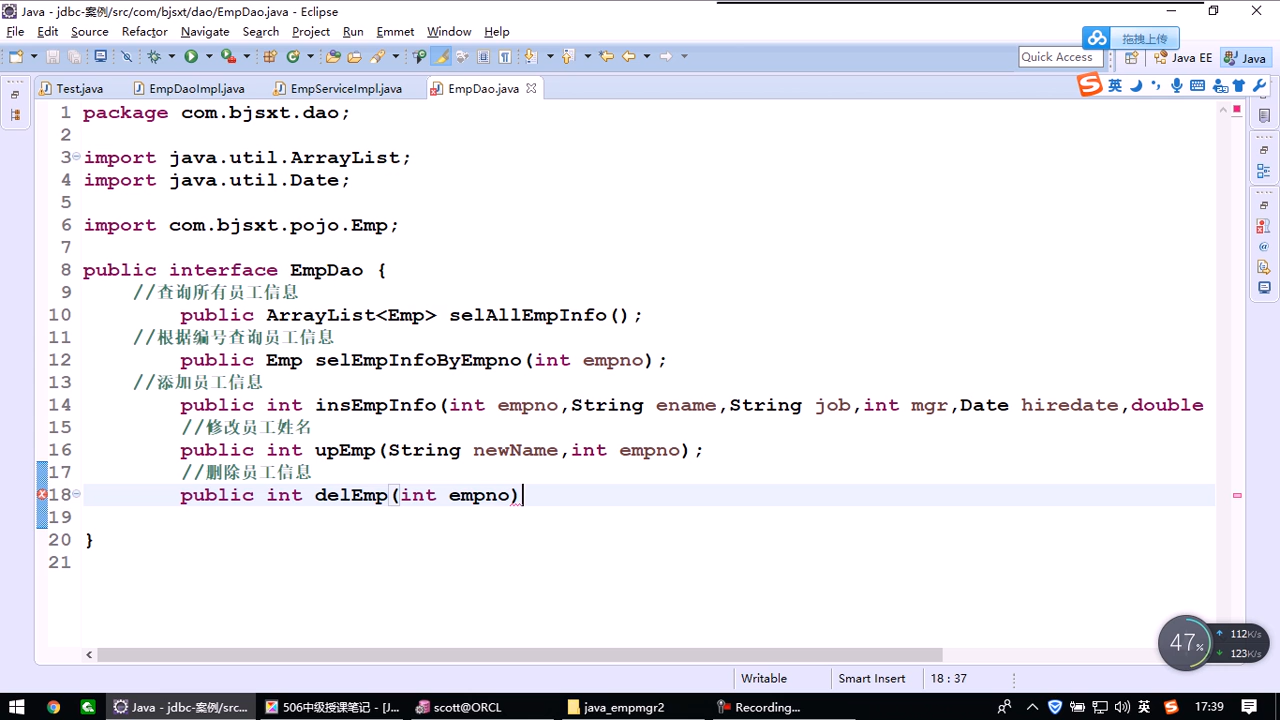 Java - jdbc-案例/src/com/bjsxt/dao/EmpDao.java - Eclipse
File Edit Source Refactor Navigate Search Project Run Emmet Window Help
拖拽上传
Quick Access Java EE Java
Test.java EmpDaoImpl.java EmpServiceImpl.java EmpDao.java
英
1 package com.bjsxt.dao;
2
3 import java.util.ArrayList;
4 import java.util.Date;
5
6 import com.bjsxt.pojo.Emp;
7
8 public interface EmpDao {
9 //查询所有员工信息
10 public ArrayList<Emp> selAllEmpInfo();
11 //根据编号查询员工信息
12 public Emp selEmpInfoByEmpno(int empno);
13 //添加员工信息
14 public int insEmpInfo(int empno,String ename,String job,int mgr,Date hiredate,double
15 //修改员工姓名
16 public int upEmp(String newName,int empno);
17 //删除员工信息
18 public int delEmp(int empno)
19
20 }
21
47%
112K/s
123K/s
Writable Smart Insert 18 : 37
Java - jdbc-案例/src... 506中级授课笔记 - [J... scott@ORCL java_empmgr2 Recording... 英 17:39